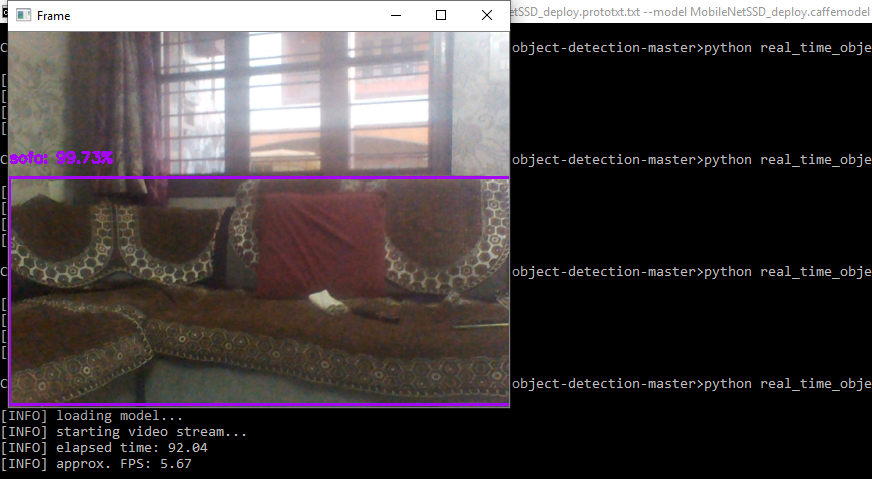 Frame
etSSD_deploy.prototxt.txt --model MobileNetSSD_deploy.caffemodel
object-detection-master>python real_time_obje
[
[
[
[
sofa: 99.73%
object-detection-master>python real_time_obje
[
[
[
[
object-detection-master>python real_time_obje
[
[
[
[
object-detection-master>python real_time_obje
[INFO] loading model...
[INFO] starting video stream...
[INFO] elapsed time: 92.04
[INFO] approx. FPS: 5.67